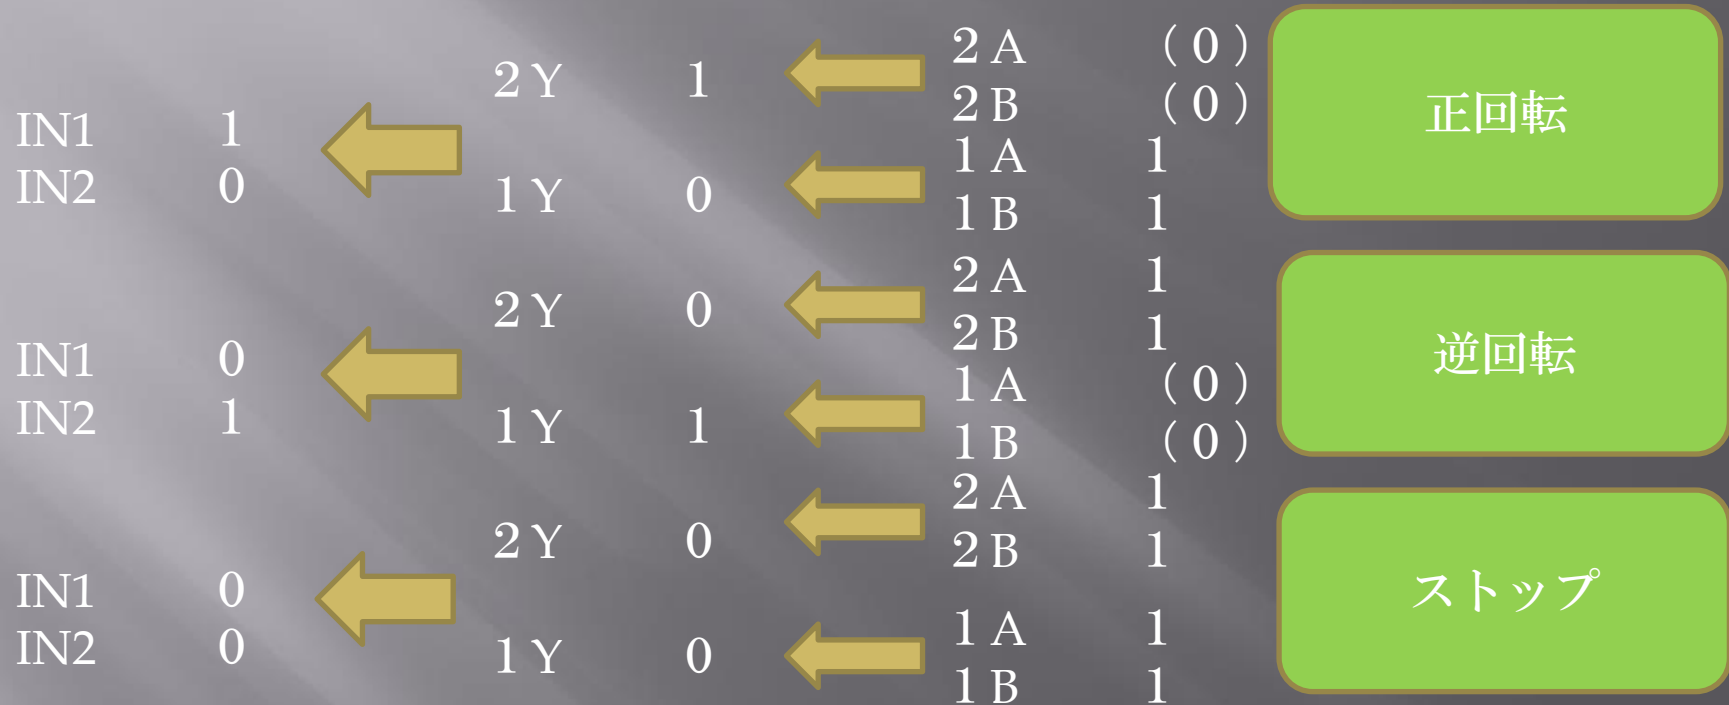 2A (0)
2Y 1
2B (0)
正回転
IN1 1
1A 1
IN2 0
1Y 0
1B 1
2A 1
2Y 0
2B 1
逆回転
IN1 0
1A (0)
IN2 1
1Y 1
1B (0)
2A 1
2Y 0
2B 1
ストップ
IN1 0
1A 1
IN2 0
1Y 0
1B 1